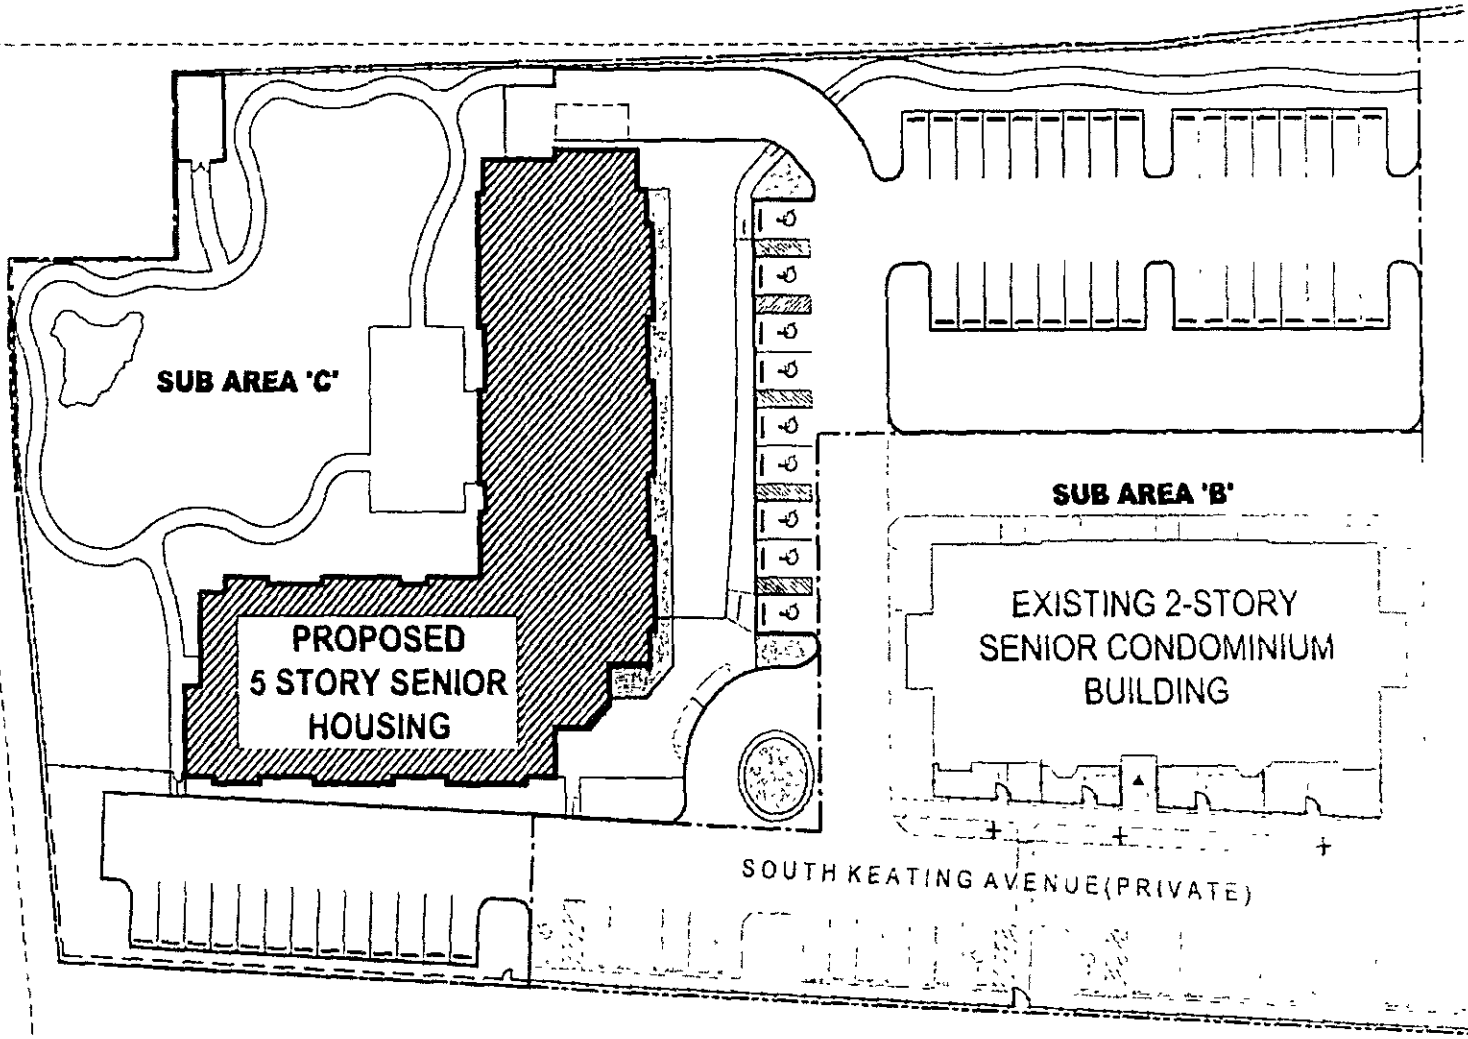 SUB AREA 'C'
SUB AREA 'B'
EXISTING 2-STORY
SENIOR CONDOMINIUM
BUILDING
PROPOSED
5 STORY SENIOR
HOUSING
SOUTH KEATING AVENUE(PRIVATE)